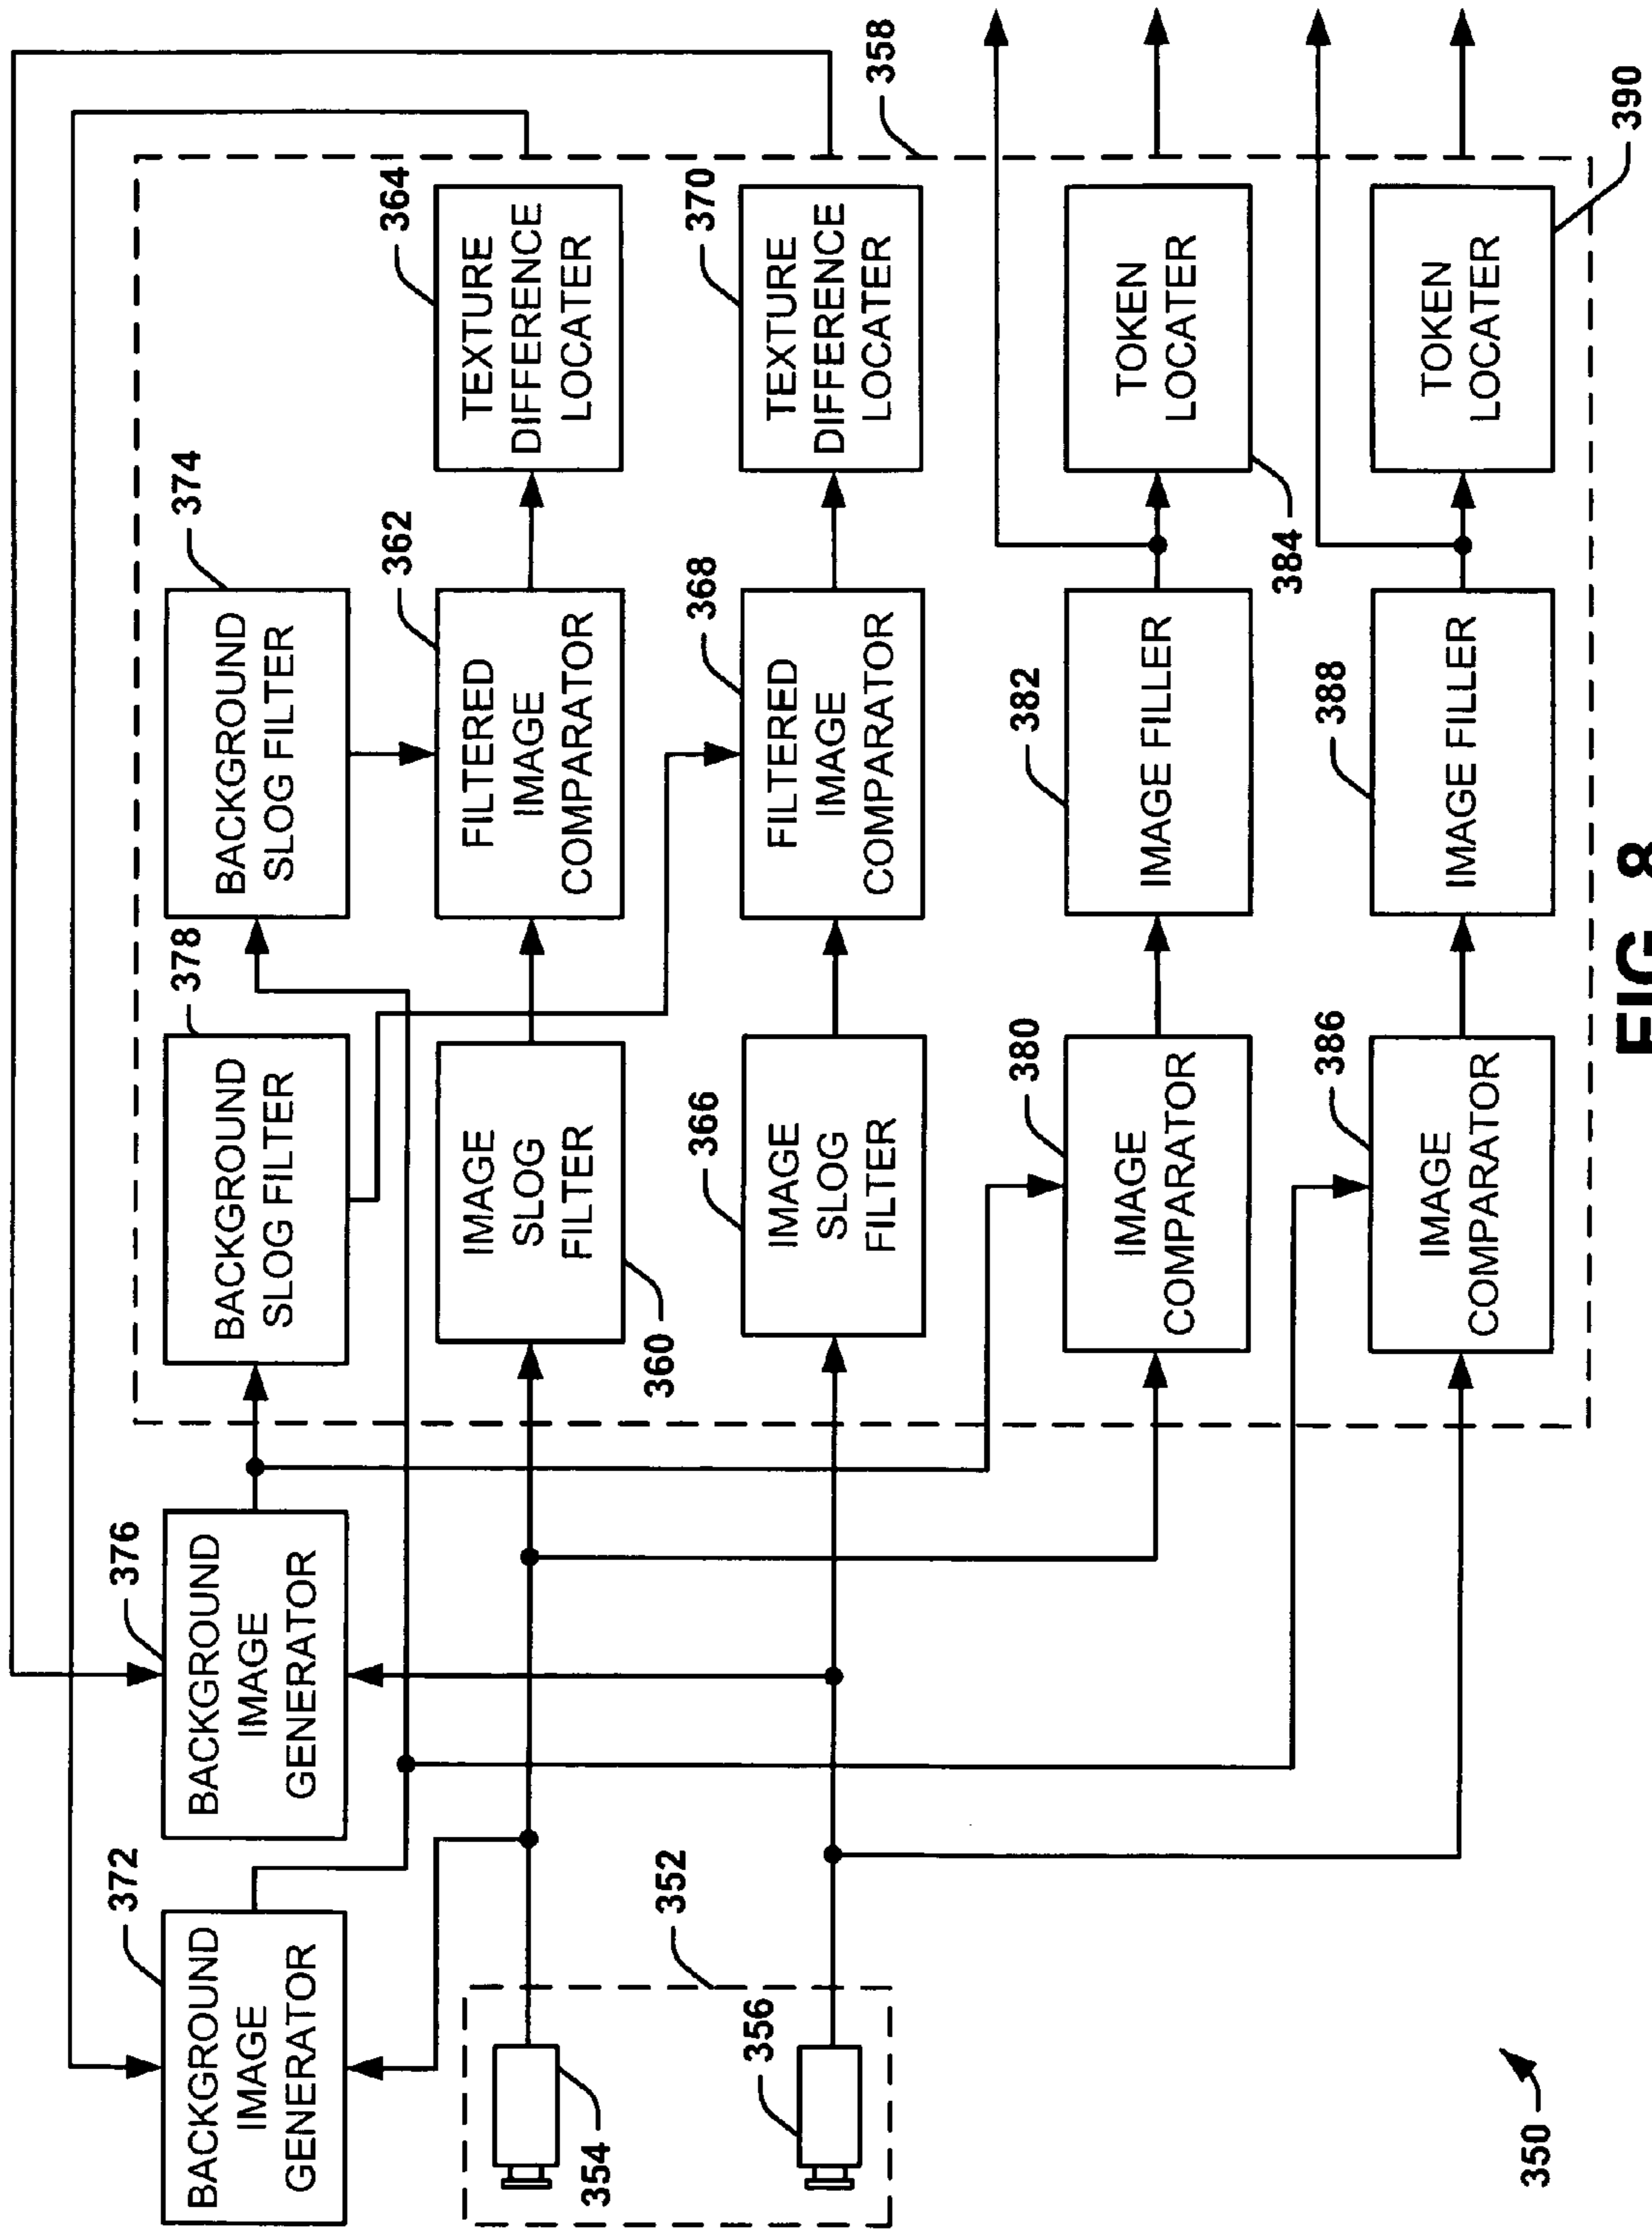 372
BACKGROUND
IMAGE
GENERATOR
376
BACKGROUND
IMAGE
GENERATOR
378
BACKGROUND
SLOG FILTER
374
BACKGROUND
SLOG FILTER
352
354
356
IMAGE
SLOG
FILTER
360
362
FILTERED
IMAGE
COMPARATOR
364
TEXTURE
DIFFERENCE
LOCATER
366
IMAGE
SLOG
FILTER
368
FILTERED
IMAGE
COMPARATOR
370
TEXTURE
DIFFERENCE
LOCATER
358
380
IMAGE
COMPARATOR
382
IMAGE FILLER
TOKEN
LOCATER
384
386
IMAGE
COMPARATOR
388
IMAGE FILLER
TOKEN
LOCATER
390
350
FIG. 8